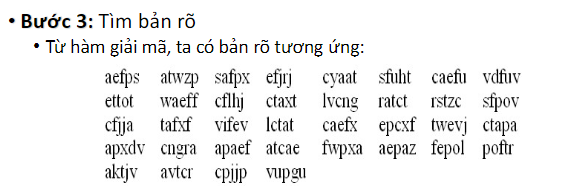 • Bước 3: Tìm bản rõ
• Từ hàm giải mã, ta có bản rõ tương ứng:
aefps atwzp safpx efjrj cyaat sfuht caefu vdfuv
ettot waeff cflhj ctaxt lvcng ratct rstzc sfpov
cfjja tafxf vifev lctat caefx epcxf twevj ctapa
apxdv cngra apaef atcae fwpxa aepaz fepol poftr
aktjv avtcr cpjjp vupgu